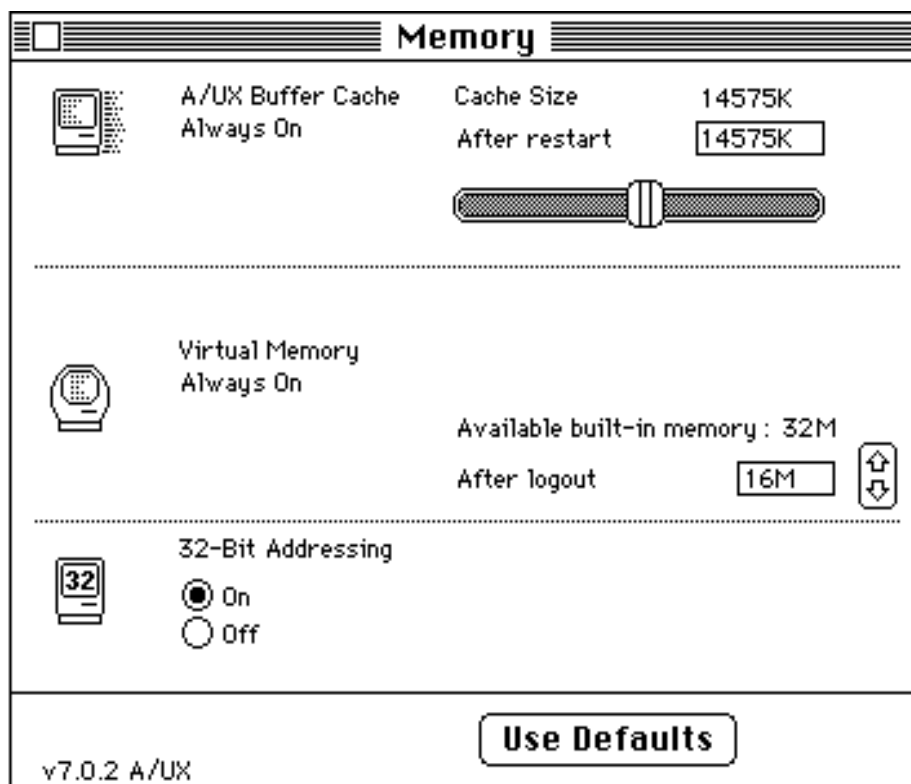 Memory
A/UX Buffer Cache
Always On
Cache Size 14575K
After restart 14575K
Virtual Memory
Always On
Available built-in memory : 32M
After logout 16M
32
32-Bit Addressing
On
Off
Use Defaults
v7.0.2 A/UX